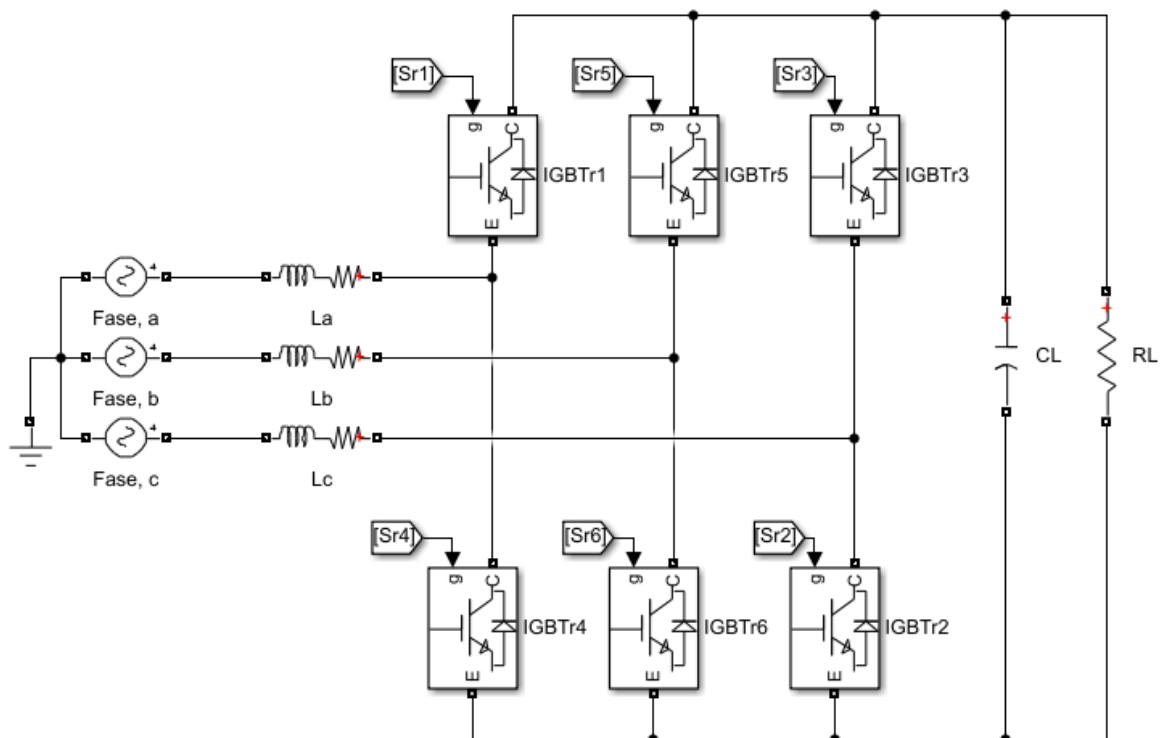 [Sr1]
[Sr5]
[Sr3]
g C
g C
g C
IGBTr1
IGBTr5
IGBTr3
E
E
E
Fase, a
La
Fase, b
Lb
Fase, c
Lc
CL
RL
[Sr4]
[Sr6]
[Sr2]
g C
g C
g C
IGBTr4
IGBTr6
IGBTr2
E
E
E